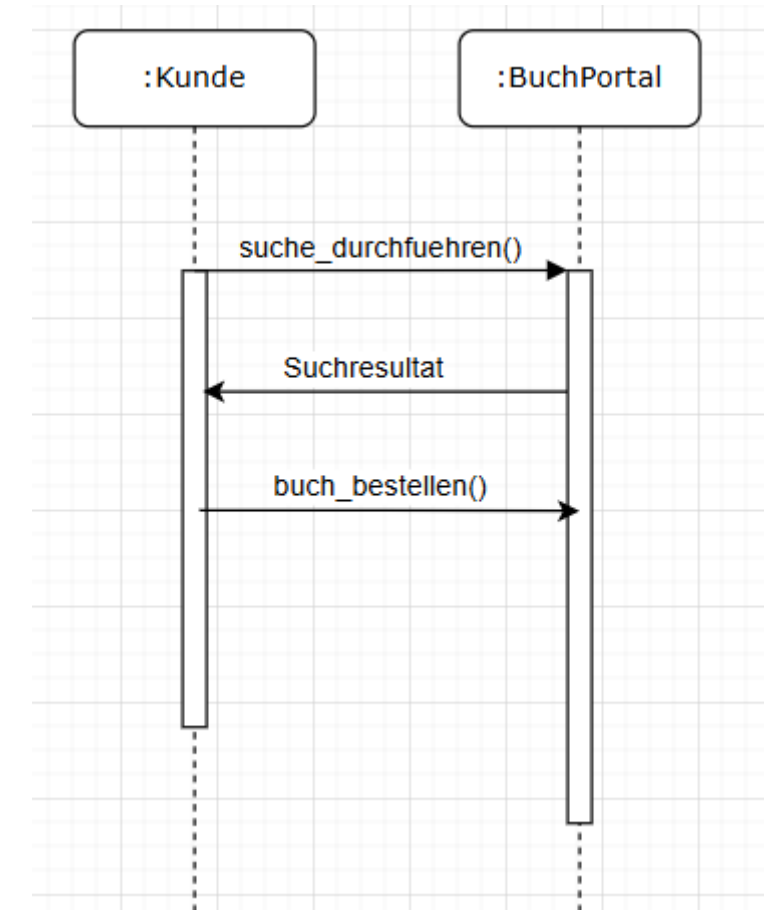 :Kunde
:BuchPortal
suche_durchfuehren()
Suchresultat
buch_bestellen()